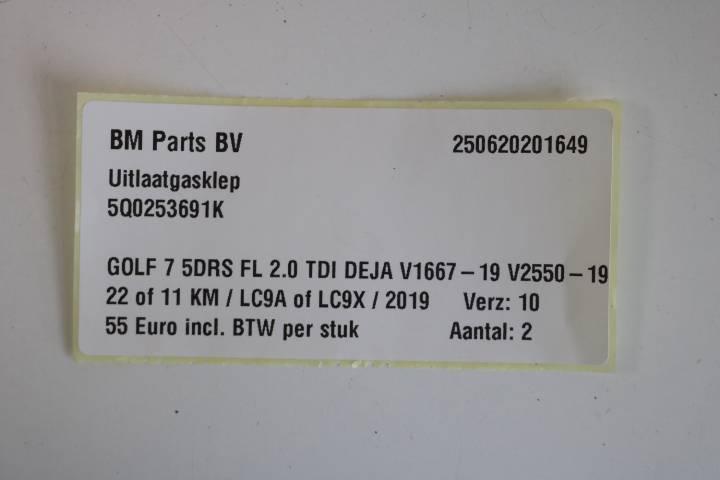 BM Parts BV 250620201649
Uitlaatgasklep
5Q0253691K
GOLF 7 5DRS FL 2.0 TDI DEJA V1667-19 V2550-19
22 of 11 KM / LC9A of LC9X / 2019 Verz: 10
55 Euro incl. BTW per stuk Aantal: 2